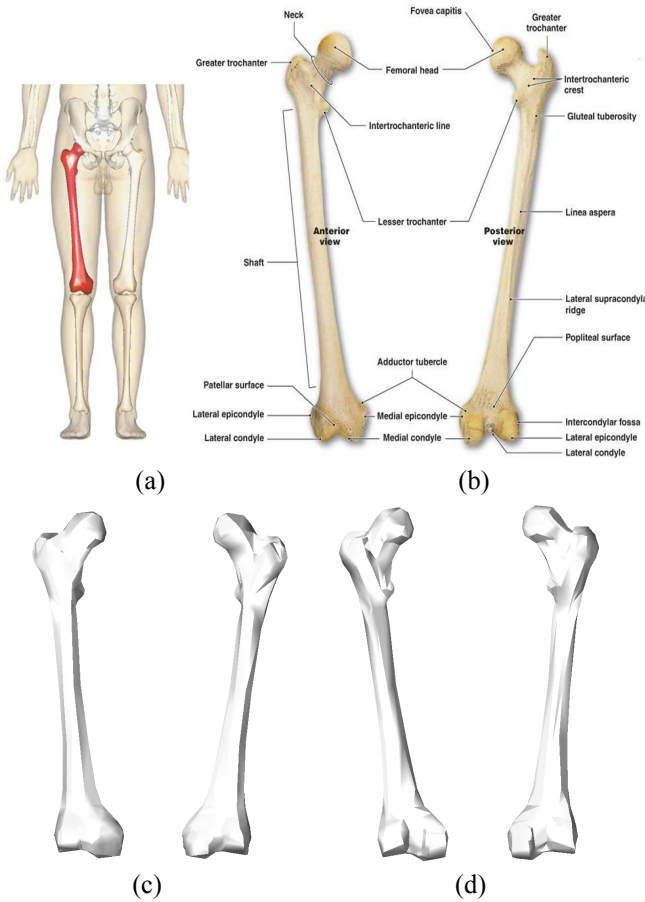 Neck
Fovea capitis
Greater
trochanter
Greater trochanter
Femoral head
Intertrochanteric
crest
Intertrochanteric line
Gluteal tuberosity
Lesser trochanter
Linea aspera
Anterior
view
Posterior
view
Shaft
Lateral supracondyla
ridge
Popliteal surface
Adductor tubercle
Patellar surface
Lateral epicondyle
Medial epicondyle
Intercondylar fossa
Lateral condyle
Medial condyle
Lateral epicondyle
Lateral condyle
(a)
(b)
(c)
(d)